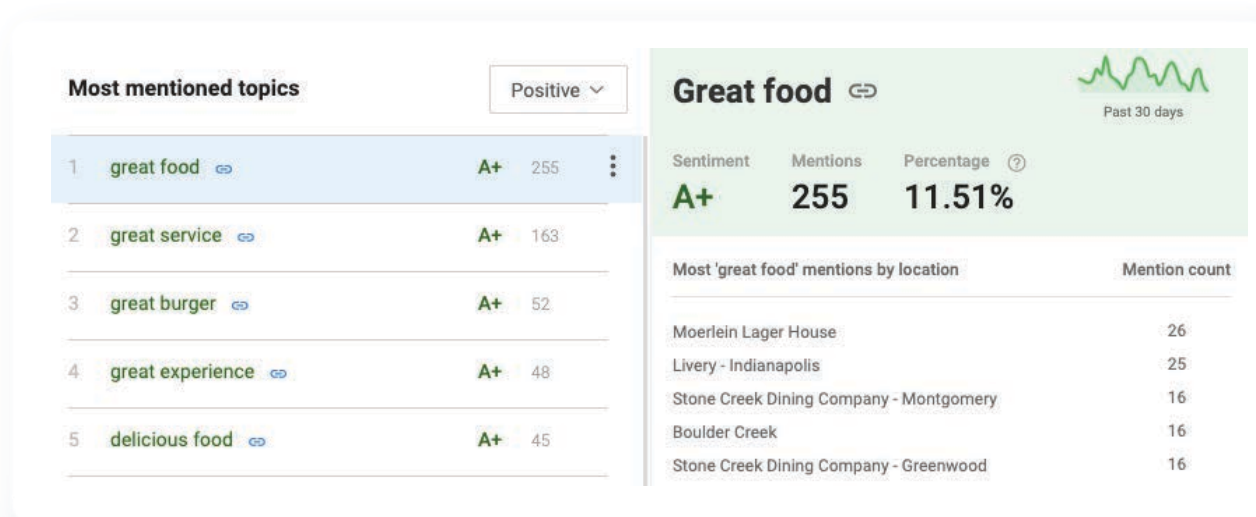 Most mentioned topics
Positive
1 great food A+ 255
2 great service A+ 163
3 great burger A+ 52
4 great experience A+ 48
5 delicious food A+ 45
Great food
Past 30 days
Sentiment Mentions Percentage ?
A+ 255 11.51%
Most 'great food' mentions by location Mention count
Moerlein Lager House 26
Livery - Indianapolis 25
Stone Creek Dining Company - Montgomery 16
Boulder Creek 16
Stone Creek Dining Company - Greenwood 16